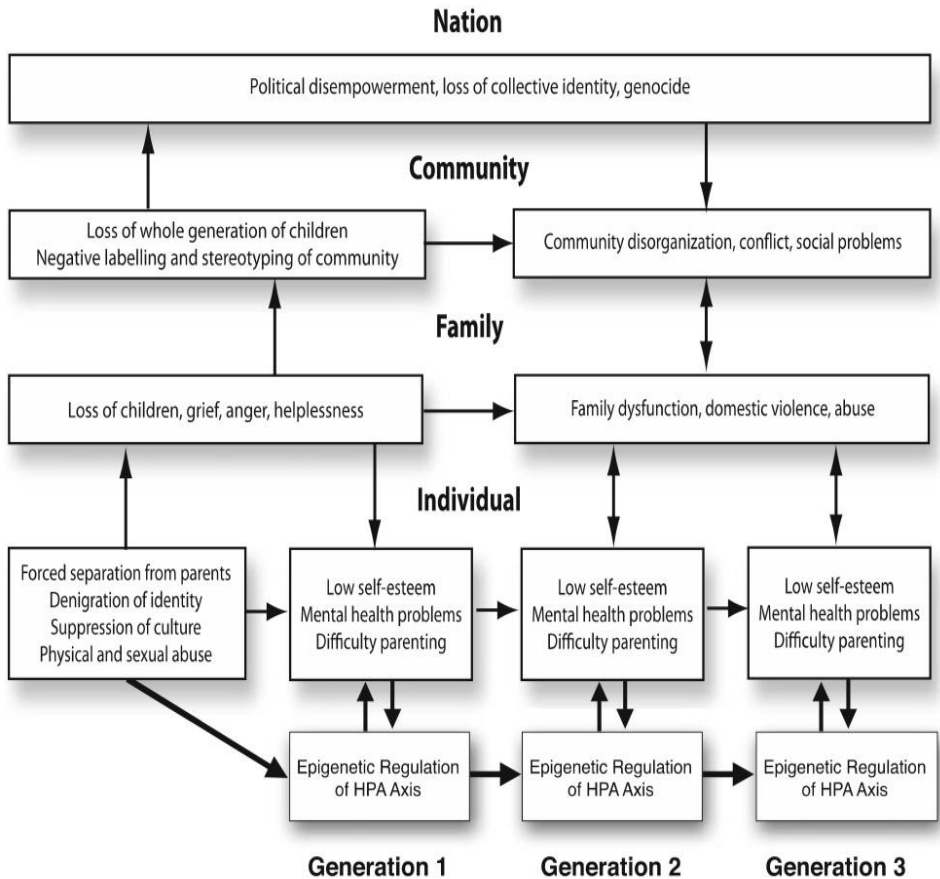 Nation
Political disempowerment, loss of collective identity, genocide
Community
Loss of whole generation of children
Negative labelling and stereotyping of community
Community disorganization, conflict, social problems
Family
Loss of children, grief, anger, helplessness
Family dysfunction, domestic violence, abuse
Individual
Forced separation from parents
Denigration of identity
Suppression of culture
Physical and sexual abuse
Low self-esteem
Mental health problems
Difficulty parenting
Low self-esteem
Mental health problems
Difficulty parenting
Low self-esteem
Mental health problems
Difficulty parenting
Epigenetic Regulation
of HPA Axis
Epigenetic Regulation
of HPA Axis
Epigenetic Regulation
of HPA Axis
Generation 1
Generation 2
Generation 3